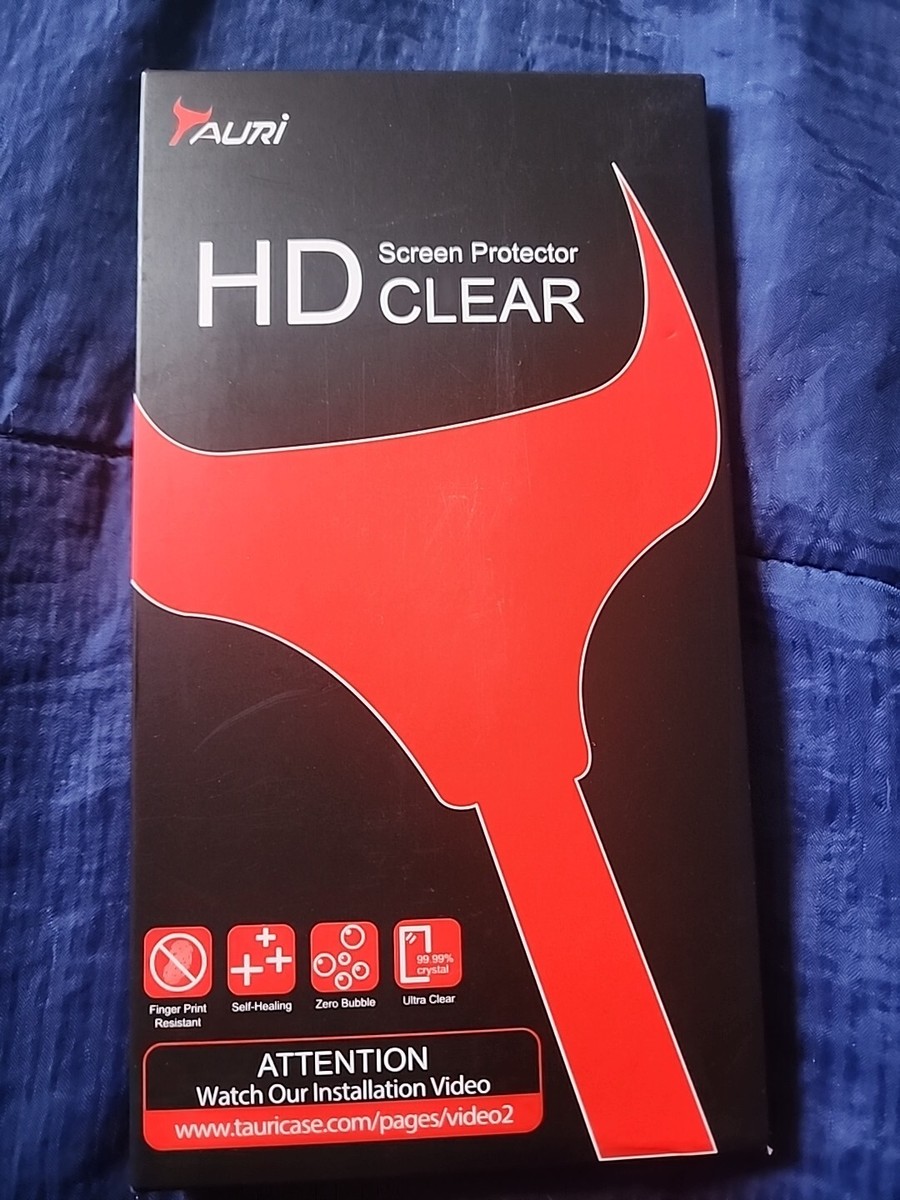 TAURi
HD Screen Protector
CLEAR
99.99%
crystal
Finger Print
Resistant
Self-Healing
Zero Bubble
Ultra Clear
ATTENTION
Watch Our Installation Video
www.tauricase.com/pages/video2